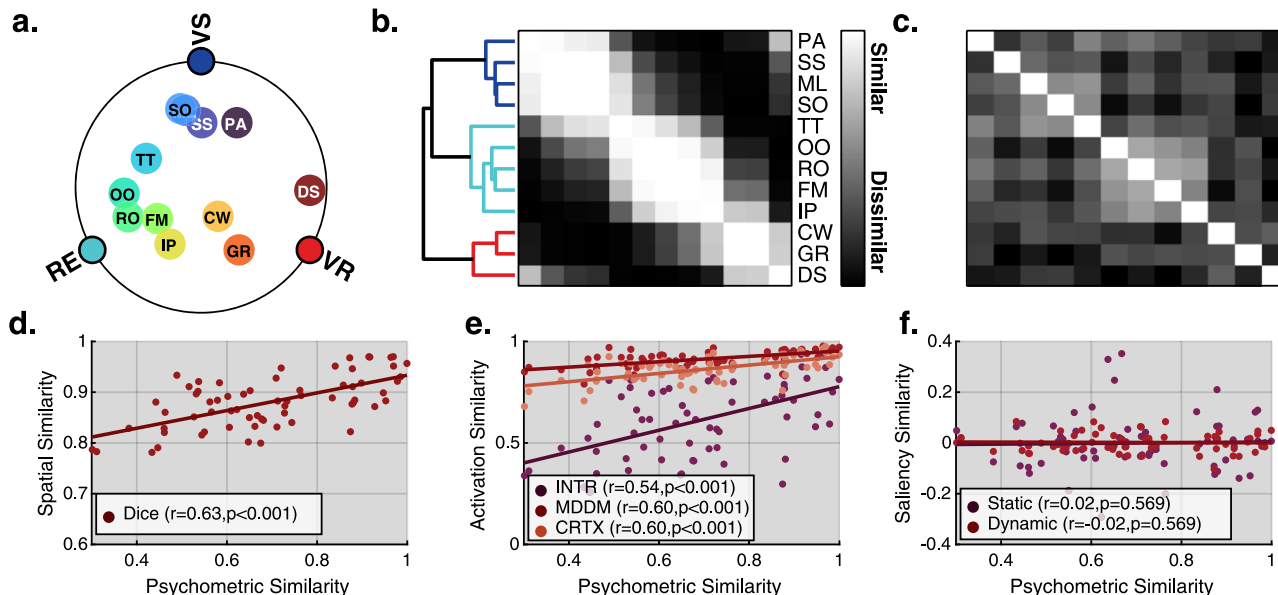 a.
VS
SO
SS
PA
TT
OO
DS
RO
FM
CW
IP
GR
RE
VR
b.
PA
SS
ML
SO
TT
OO
RO
FM
IP
CW
GR
DS
Similar
Dissimilar
c.
d.
1
0.9
0.8
0.7
0.6
0.4
0.6
0.8
1
Spatial Similarity
Psychometric Similarity
Dice (r=0.63,p<0.001)
e.
1
0.5
0
0.4
0.6
0.8
1
Activation Similarity
Psychometric Similarity
INTR (r=0.54,p<0.001)
MDDM (r=0.60,p<0.001)
CRTX (r=0.60,p<0.001)
f.
0.4
0.2
0
-0.2
-0.4
0.4
0.6
0.8
1
Saliency Similarity
Psychometric Similarity
Static (r=0.02,p=0.569)
Dynamic (r=-0.02,p=0.569)